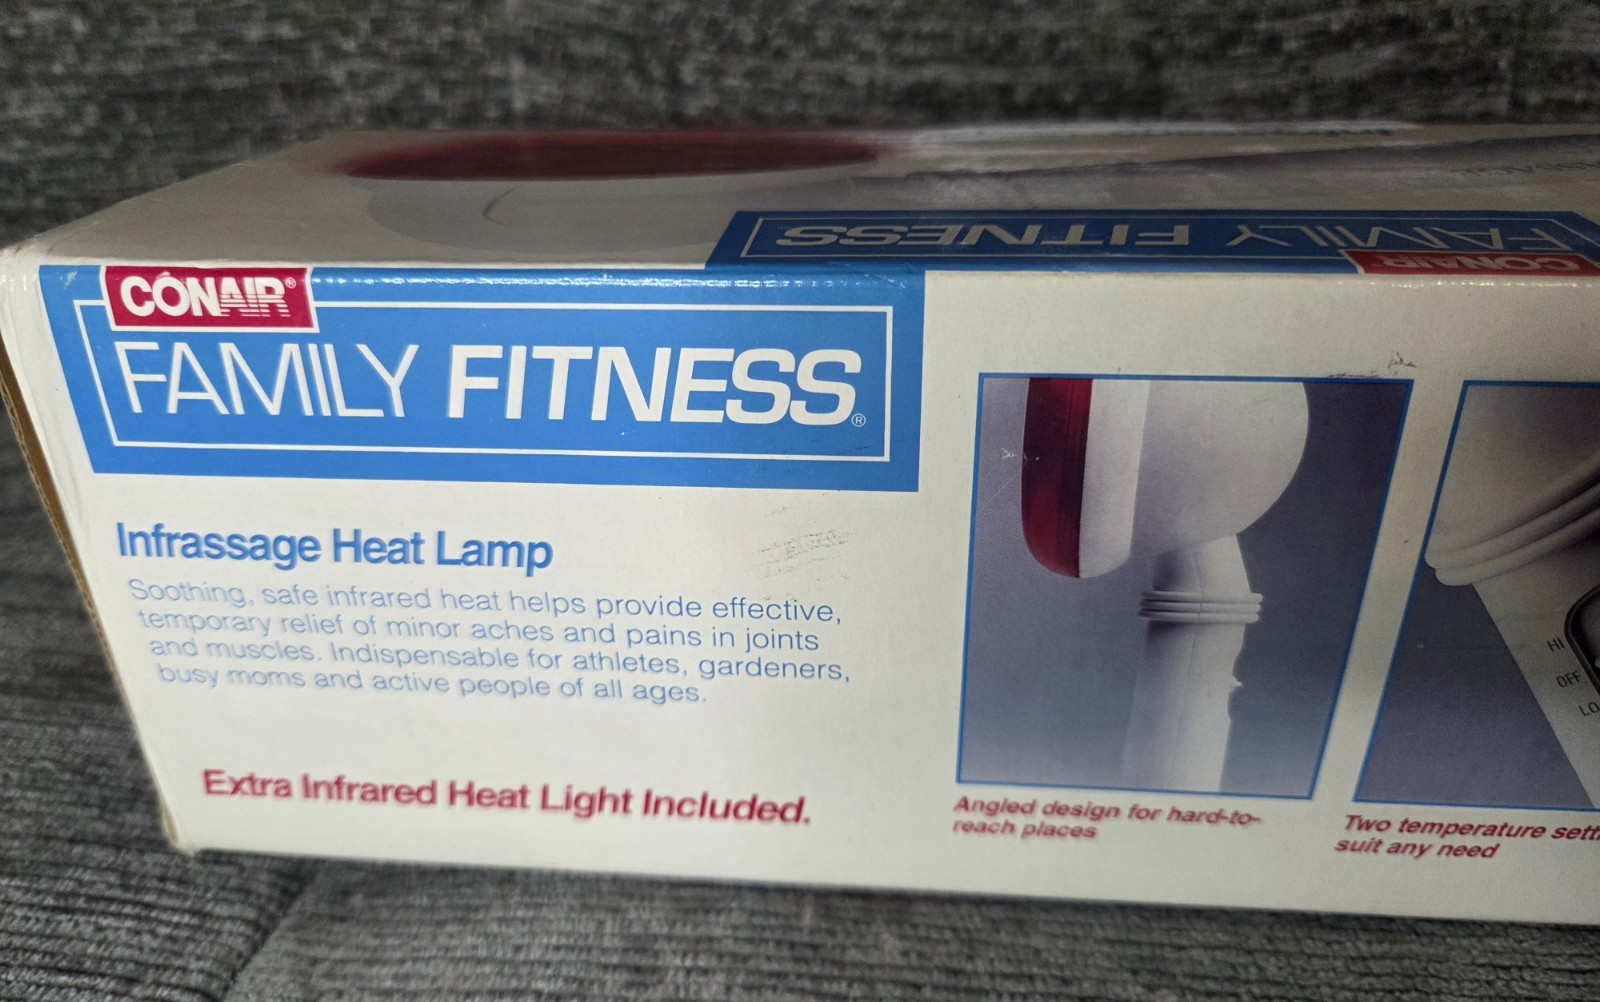 FAMILY FITNESS
CONAIR
CONAIR®
FAMILY FITNESS®
Infrassage Heat Lamp
Soothing, safe infrared heat helps provide effective,
temporary relief of minor aches and pains in joints
and muscles. Indispensable for athletes, gardeners,
busy moms and active people of all ages.
Extra Infrared Heat Light Included.
Angled design for hard-to-
reach places
HI
OFF
LO
Two temperature
suit any need